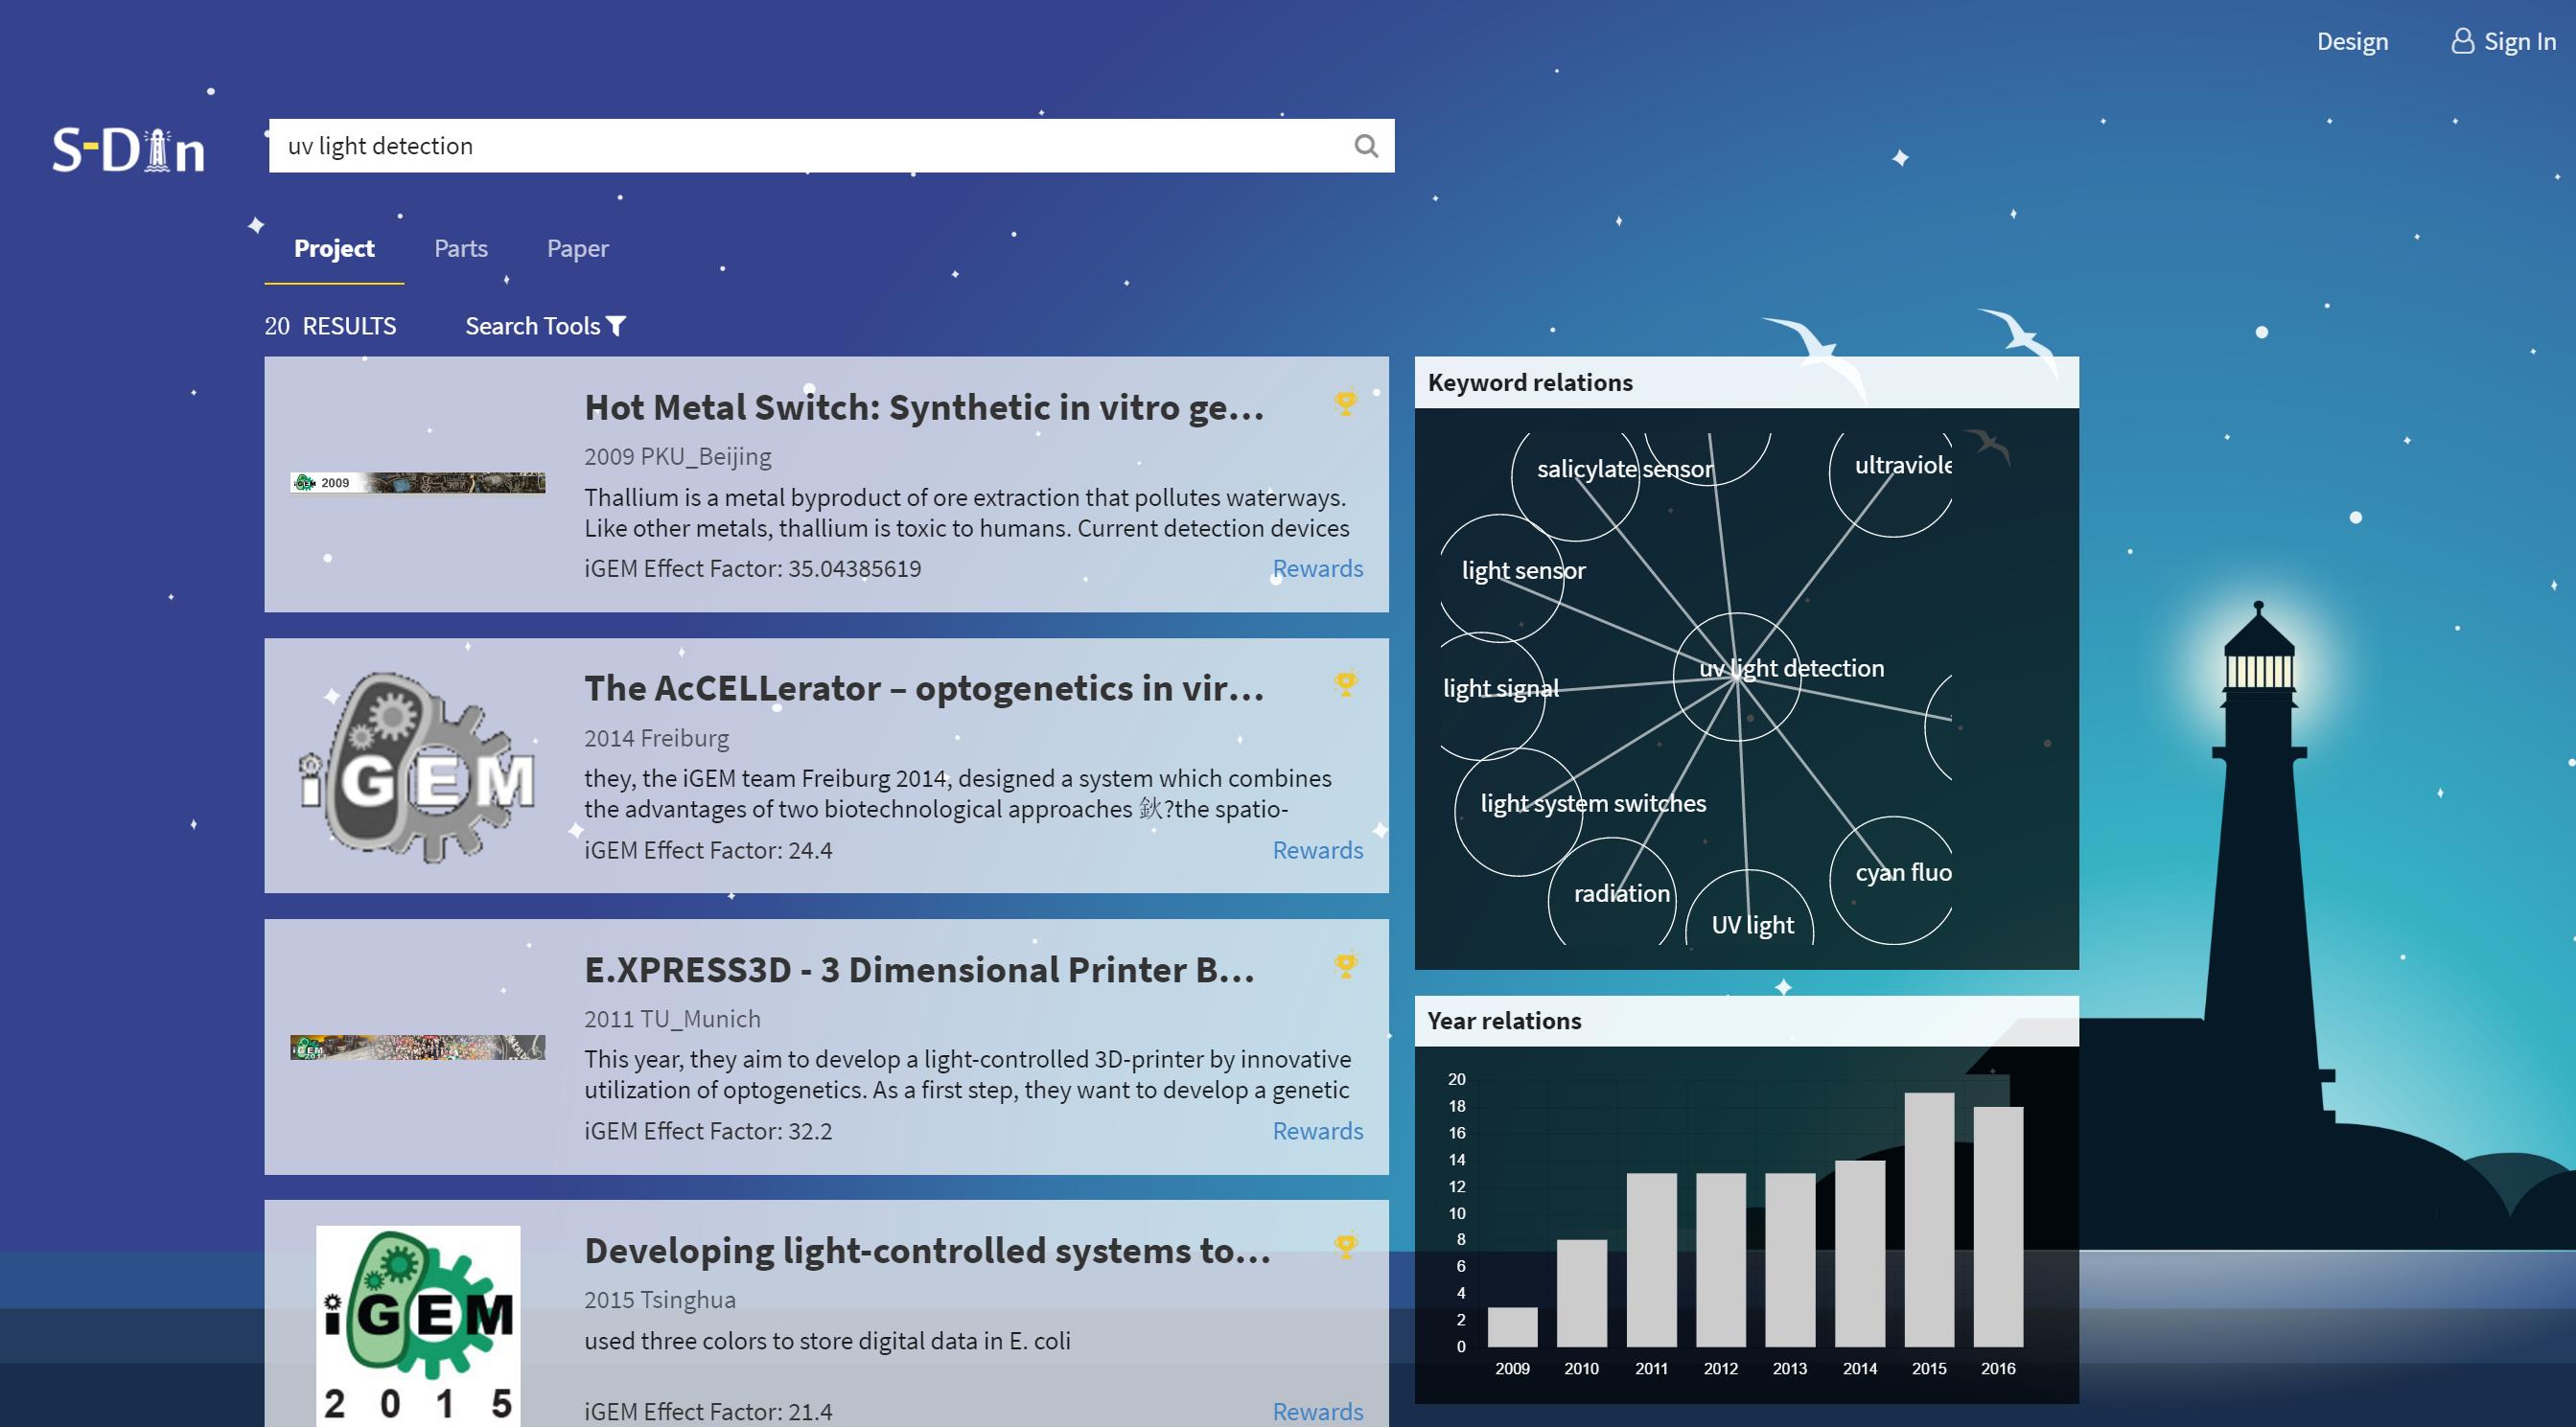 Design
Sign In
S-Din
uv light detection
Project
Parts
Paper
20 RESULTS
Search Tools
Hot Metal Switch: Synthetic in vitro ge...
2009 PKU_Beijing
iGEM 2009
Thallium is a metal byproduct of ore extraction that pollutes waterways.
Like other metals, thallium is toxic to humans. Current detection devices
iGEM Effect Factor: 35.04385619
Rewards
The AcCELLerator – optogenetics in vir...
2014 Freiburg
iGEM
they, the iGEM team Freiburg 2014, designed a system which combines
the advantages of two biotechnological approaches 鈥?the spatio-
iGEM Effect Factor: 24.4
Rewards
E.XPRESS3D - 3 Dimensional Printer B...
2011 TU_Munich
This year, they aim to develop a light-controlled 3D-printer by innovative
utilization of optogenetics. As a first step, they want to develop a genetic
iGEM Effect Factor: 32.2
Rewards
Developing light-controlled systems to...
2015 Tsinghua
iGEM
2 0 1 5
used three colors to store digital data in E. coli
iGEM Effect Factor: 21.4
Rewards
Keyword relations
salicylate sensor
ultraviole
light sensor
uv light detection
light signal
light system switches
cyan fluo
radiation
UV light
Year relations
20
18
16
14
12
10
8
6
4
2
0
2009 2010 2011 2012 2013 2014 2015 2016